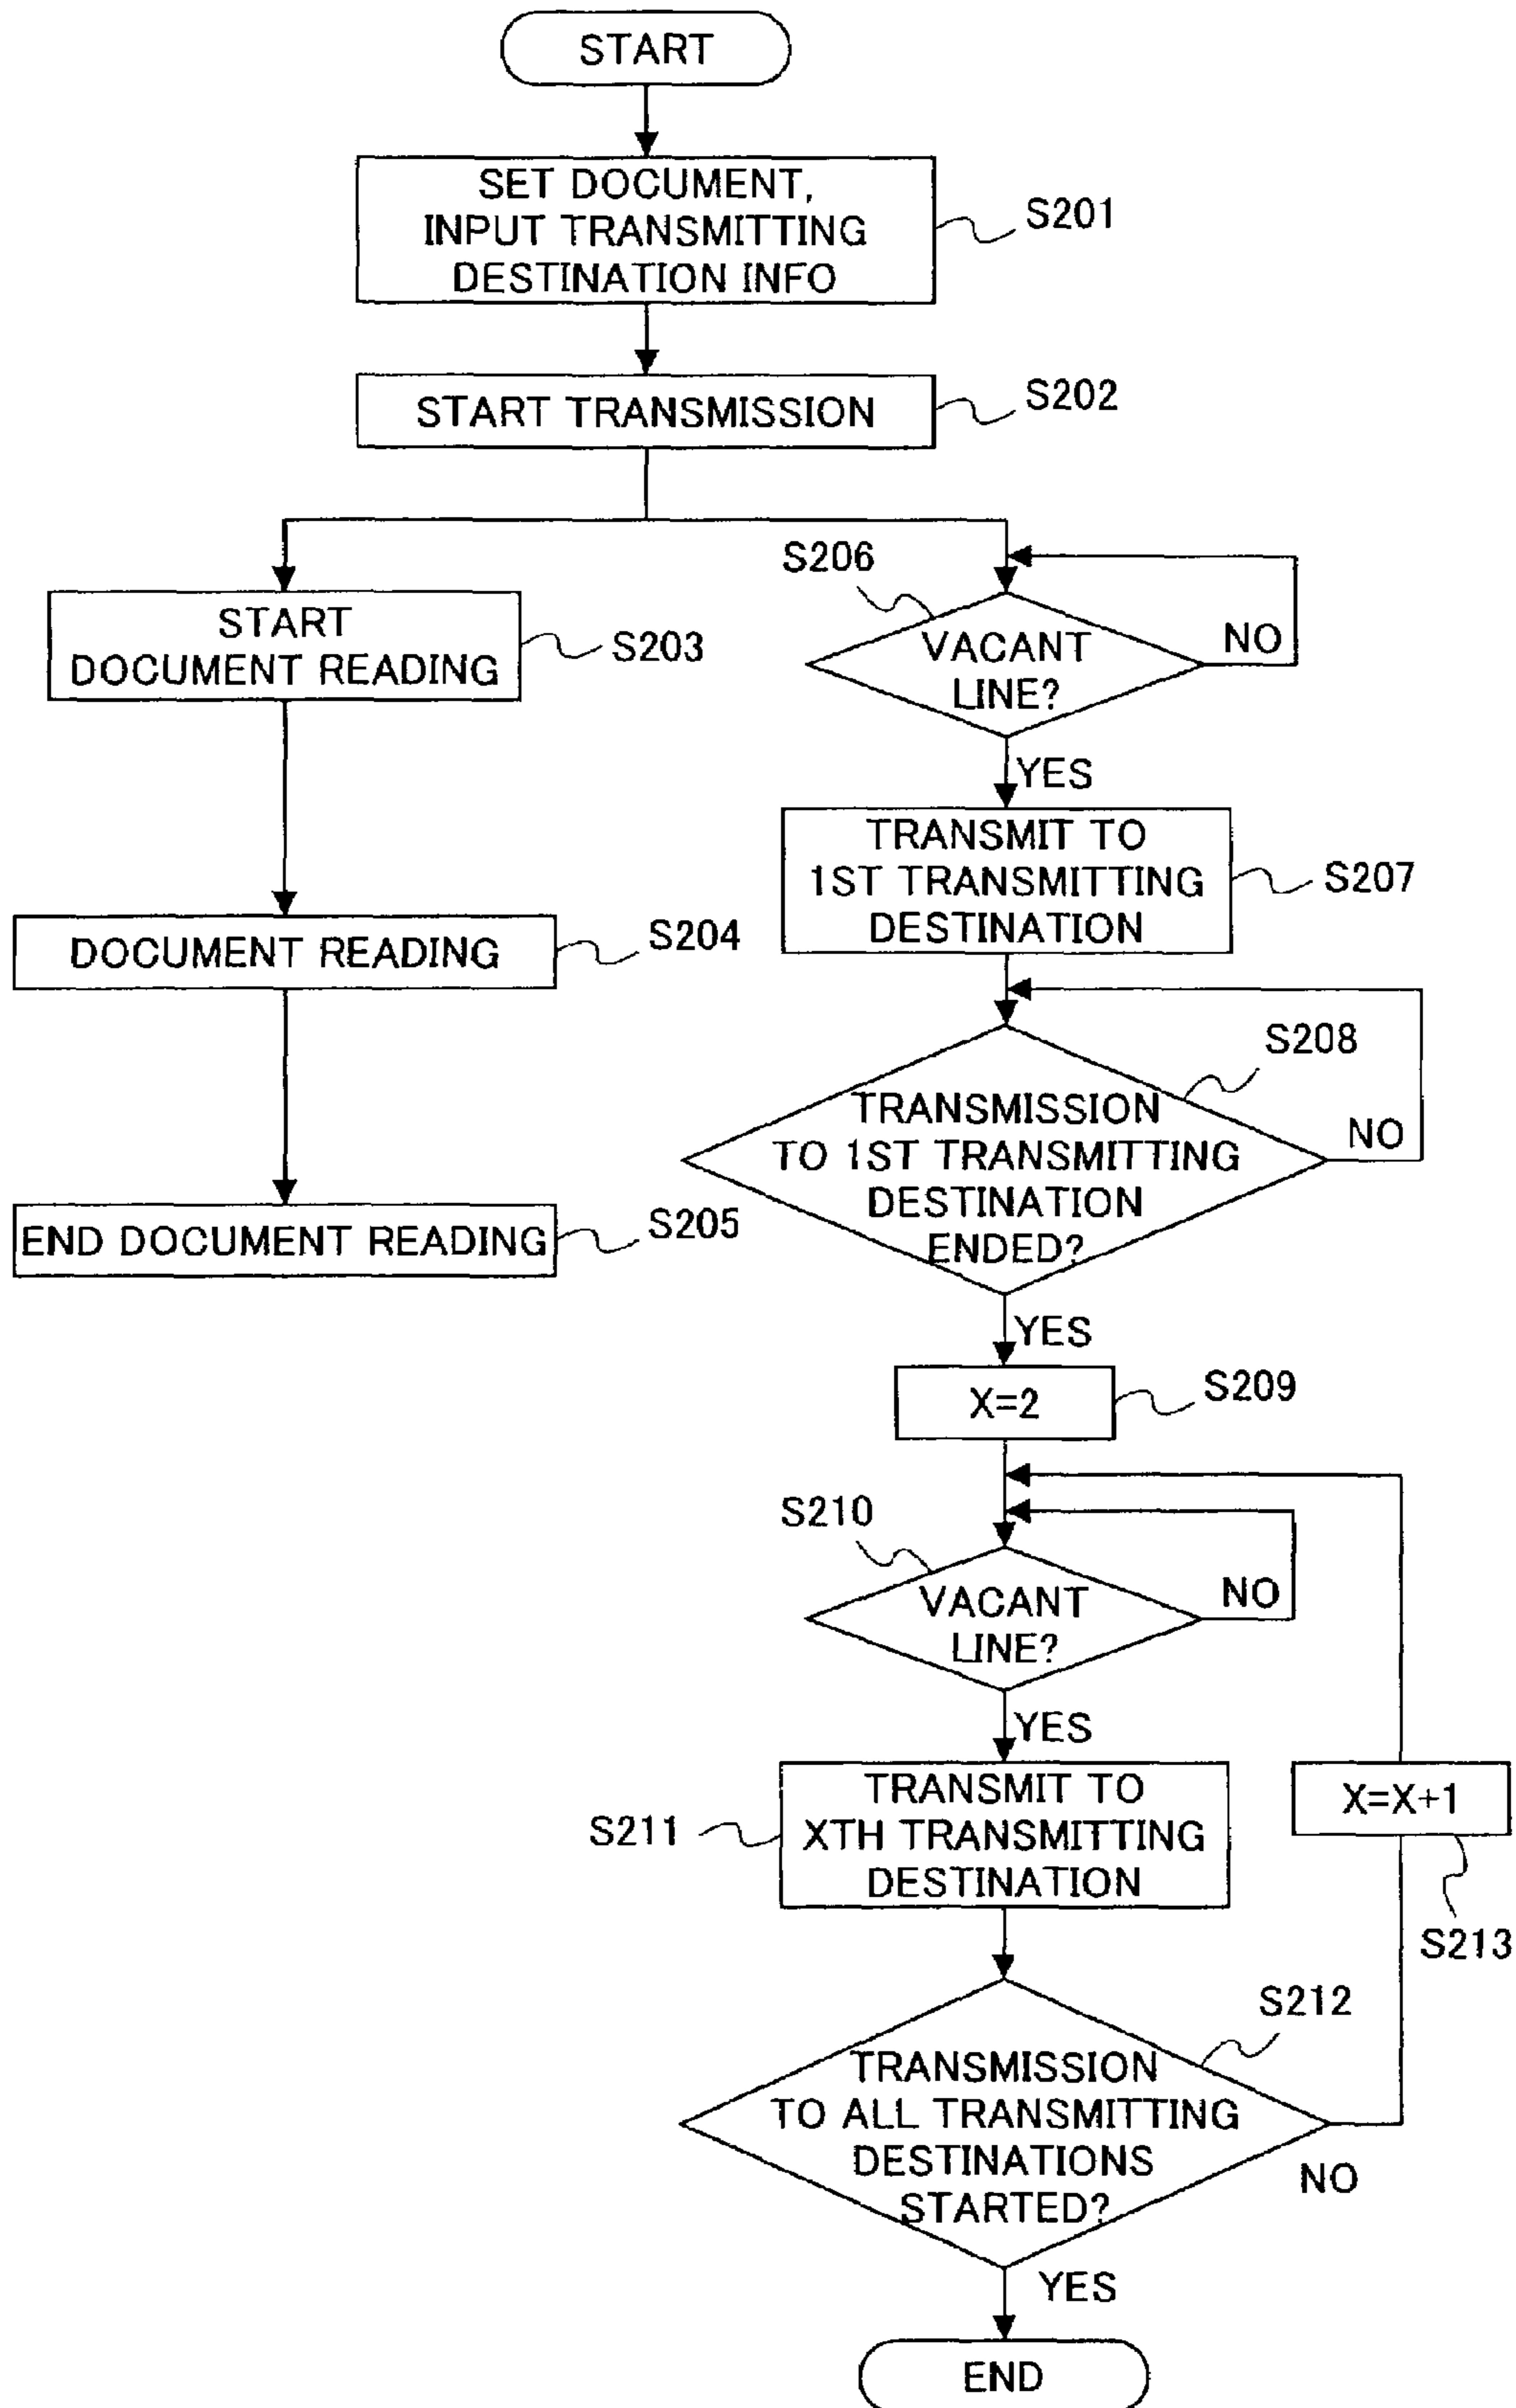 START
SET DOCUMENT,
INPUT TRANSMITTING
DESTINATION INFO
S201
START TRANSMISSION
S202
START
DOCUMENT READING
S203
DOCUMENT READING
S204
END DOCUMENT READING
S205
S206
VACANT
LINE?
NO
YES
TRANSMIT TO
1ST TRANSMITTING
DESTINATION
S207
S208
TRANSMISSION
TO 1ST TRANSMITTING
DESTINATION
ENDED?
NO
YES
X=2
S209
S210
VACANT
LINE?
NO
YES
TRANSMIT TO
XTH TRANSMITTING
DESTINATION
S211
X=X+1
S213
S212
TRANSMISSION
TO ALL TRANSMITTING
DESTINATIONS
STARTED?
NO
YES
END